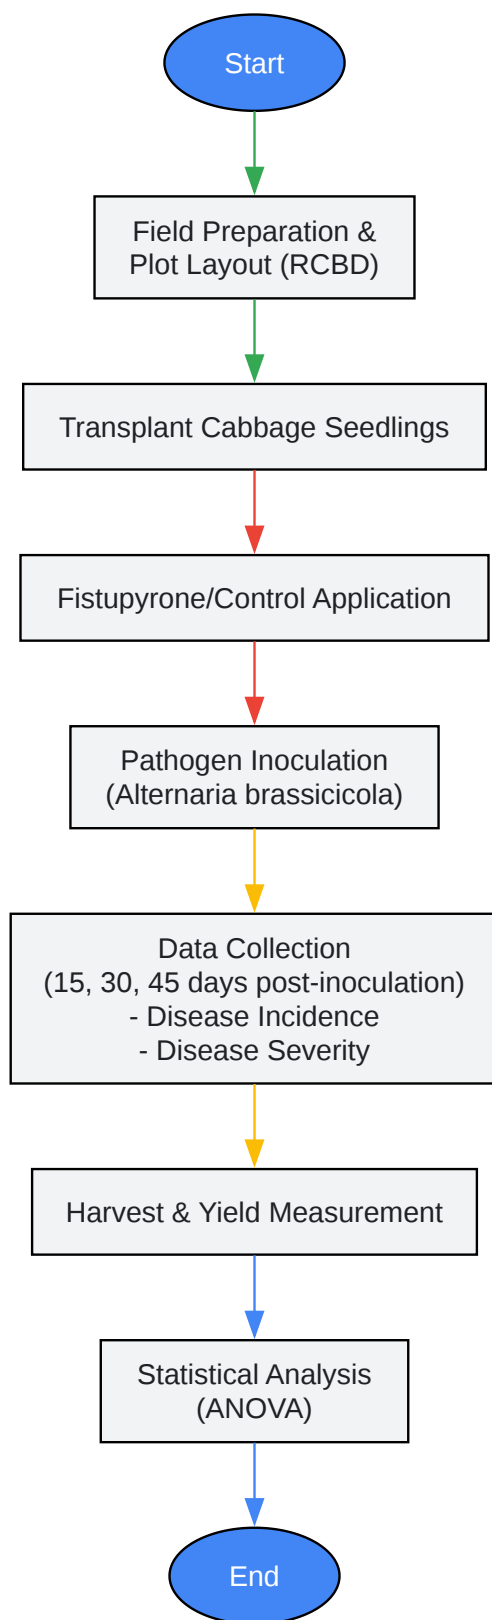 Start
Field Preparation &
Plot Layout (RCBD)
Transplant Cabbage Seedlings
Fistupyrone/Control Application
Pathogen Inoculation
(Alternaria brassicicola)
Data Collection
(15, 30, 45 days post-inoculation)
- Disease Incidence
- Disease Severity
Harvest & Yield Measurement
Statistical Analysis
(ANOVA)
End